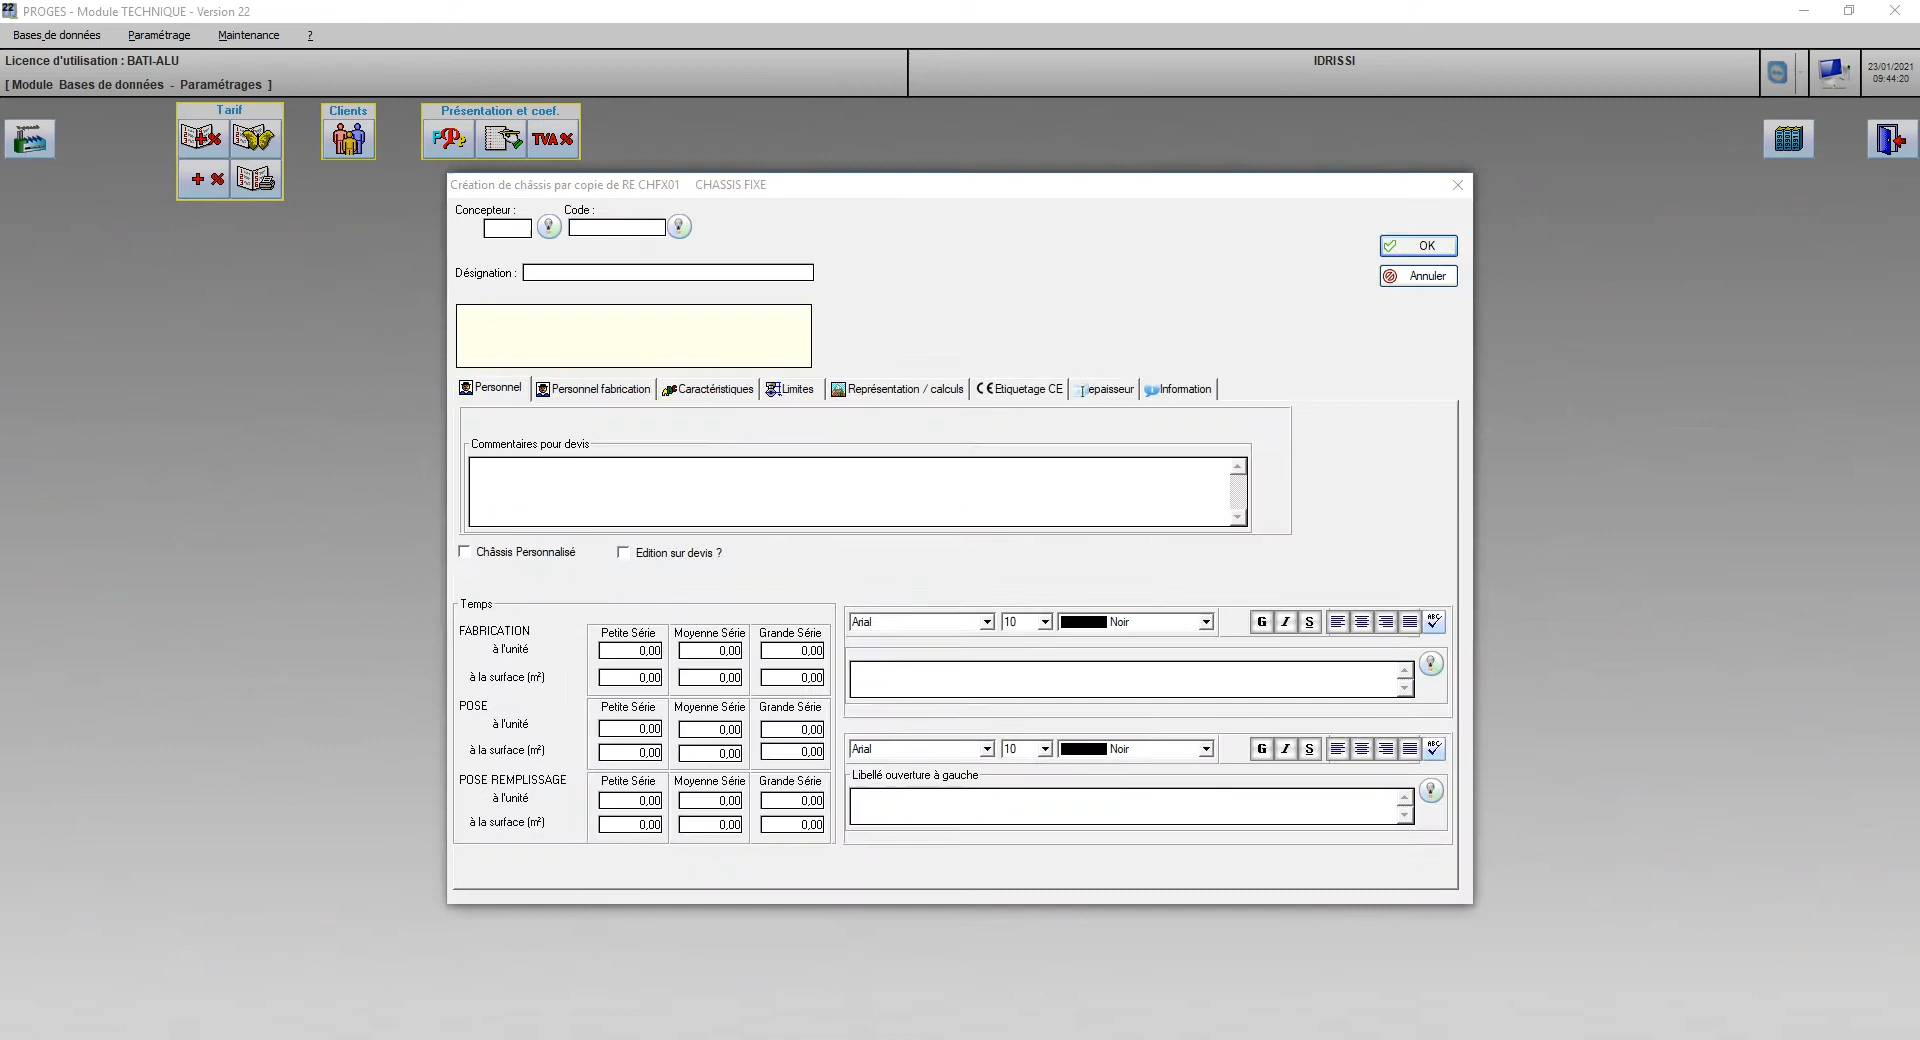 22 PROGES - Module TECHNIQUE - Version 22
Bases de données Paramétrage Maintenance ?
Licence d'utilisation : BATI-ALU
IDRISSI
[ Module Bases de données - Paramétrages ]
23/01/2021
09:44:20
Tarif Clients Présentation et coef.
TVA %
+ %
Création de châssis par copie de RE CHFX01 CHASSIS FIXE
Concepteur : Code :
OK
Désignation :
Annuler
Personnel Personnel fabrication Caractéristiques Limites Représentation / calculs CE Etiquetage CE epaisseur Information
Commentaires pour devis
Châssis Personnalisé Edition sur devis ?
Temps
FABRICATION Petite Série Moyenne Série Grande Série
à l'unité 0,00 0,00 0,00
à la surface (m²) 0,00 0,00 0,00
POSE Petite Série Moyenne Série Grande Série
à l'unité 0,00 0,00 0,00
à la surface (m²) 0,00 0,00 0,00
POSE REMPLISSAGE Petite Série Moyenne Série Grande Série
à l'unité 0,00 0,00 0,00
à la surface (m²) 0,00 0,00 0,00
Arial 10 Noir G I S ABC
Arial 10 Noir G I S ABC
Libellé ouverture à gauche